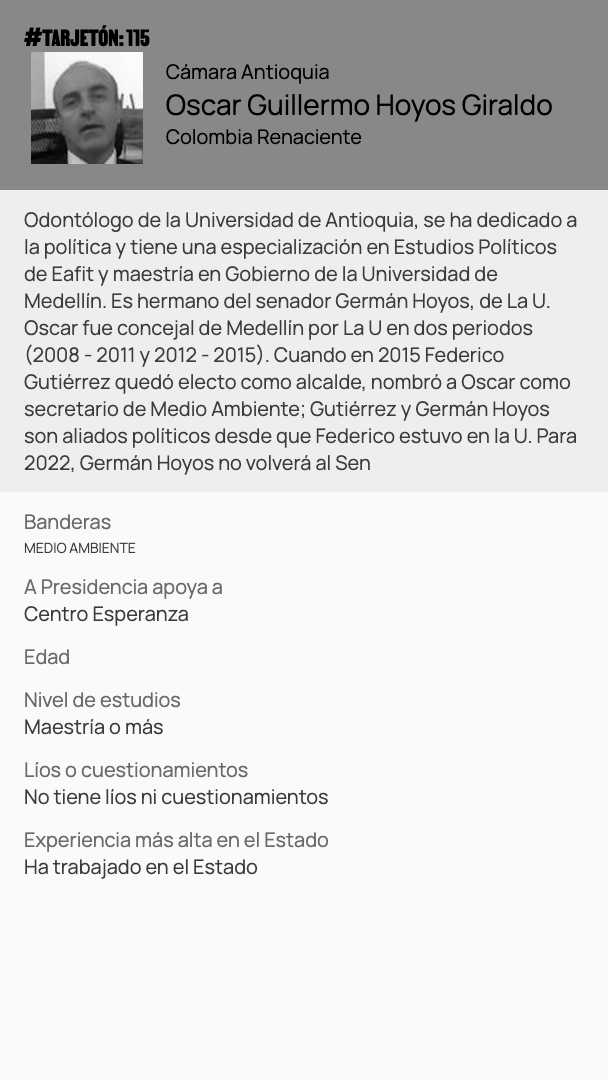 #TARJETÓN: 115
Cámara Antioquia
Oscar Guillermo Hoyos Giraldo
Colombia Renaciente
Odontólogo de la Universidad de Antioquia, se ha dedicado a
la política y tiene una especialización en Estudios Políticos
de Eafit y maestría en Gobierno de la Universidad de
Medellín. Es hermano del senador Germán Hoyos, de La U.
Oscar fue concejal de Medellín por La U en dos periodos
(2008 - 2011 y 2012 - 2015). Cuando en 2015 Federico
Gutiérrez quedó electo como alcalde, nombró a Oscar como
secretario de Medio Ambiente; Gutiérrez y Germán Hoyos
son aliados políticos desde que Federico estuvo en la U. Para
2022, Germán Hoyos no volverá al Sen
Banderas
MEDIO AMBIENTE
A Presidencia apoya a
Centro Esperanza
Edad
Nivel de estudios
Maestría o más
Líos o cuestionamientos
No tiene líos ni cuestionamientos
Experiencia más alta en el Estado
Ha trabajado en el Estado